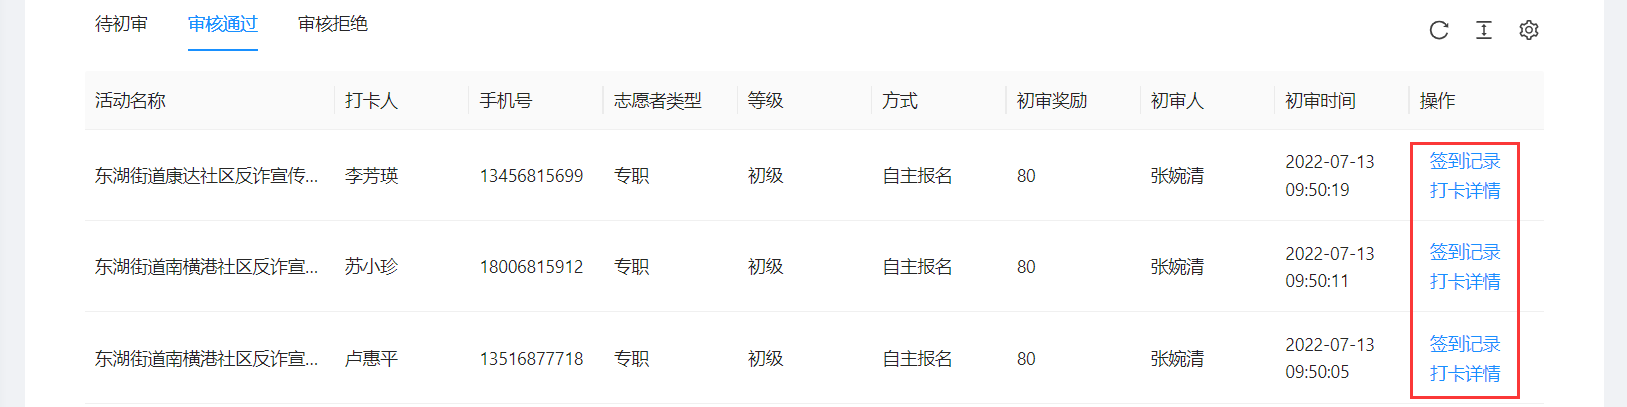 待初审 审核通过 审核拒绝
活动名称 打卡人 手机号 志愿者类型 等级 方式 初审奖励 初审人 初审时间 操作
东湖街道康达社区反诈宣传... 李芳瑛 13456815699 专职 初级 自主报名 80 张婉清 2022-07-13 签到记录
09:50:19 打卡详情
东湖街道南横港社区反诈宣... 苏小珍 18006815912 专职 初级 自主报名 80 张婉清 2022-07-13 签到记录
09:50:11 打卡详情
东湖街道南横港社区反诈宣... 卢惠平 13516877718 专职 初级 自主报名 80 张婉清 2022-07-13 签到记录
09:50:05 打卡详情